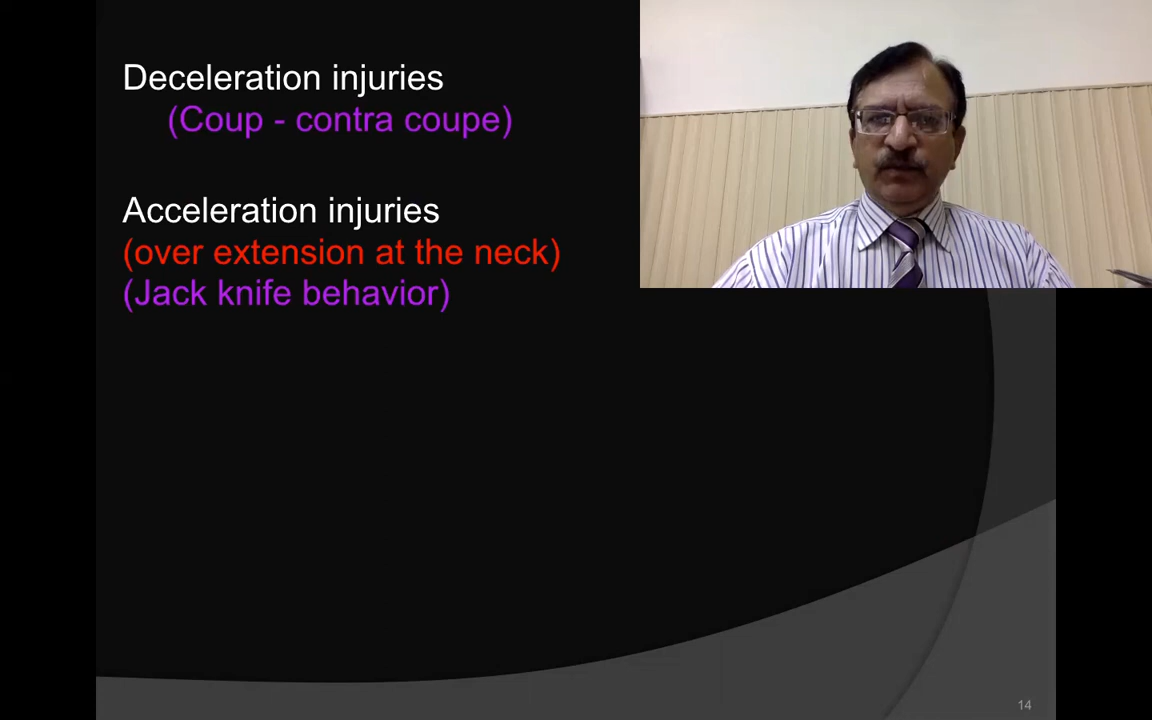 Deceleration injuries
(Coup - contra coupe)
Acceleration injuries
(over extension at the neck)
(Jack knife behavior)
14